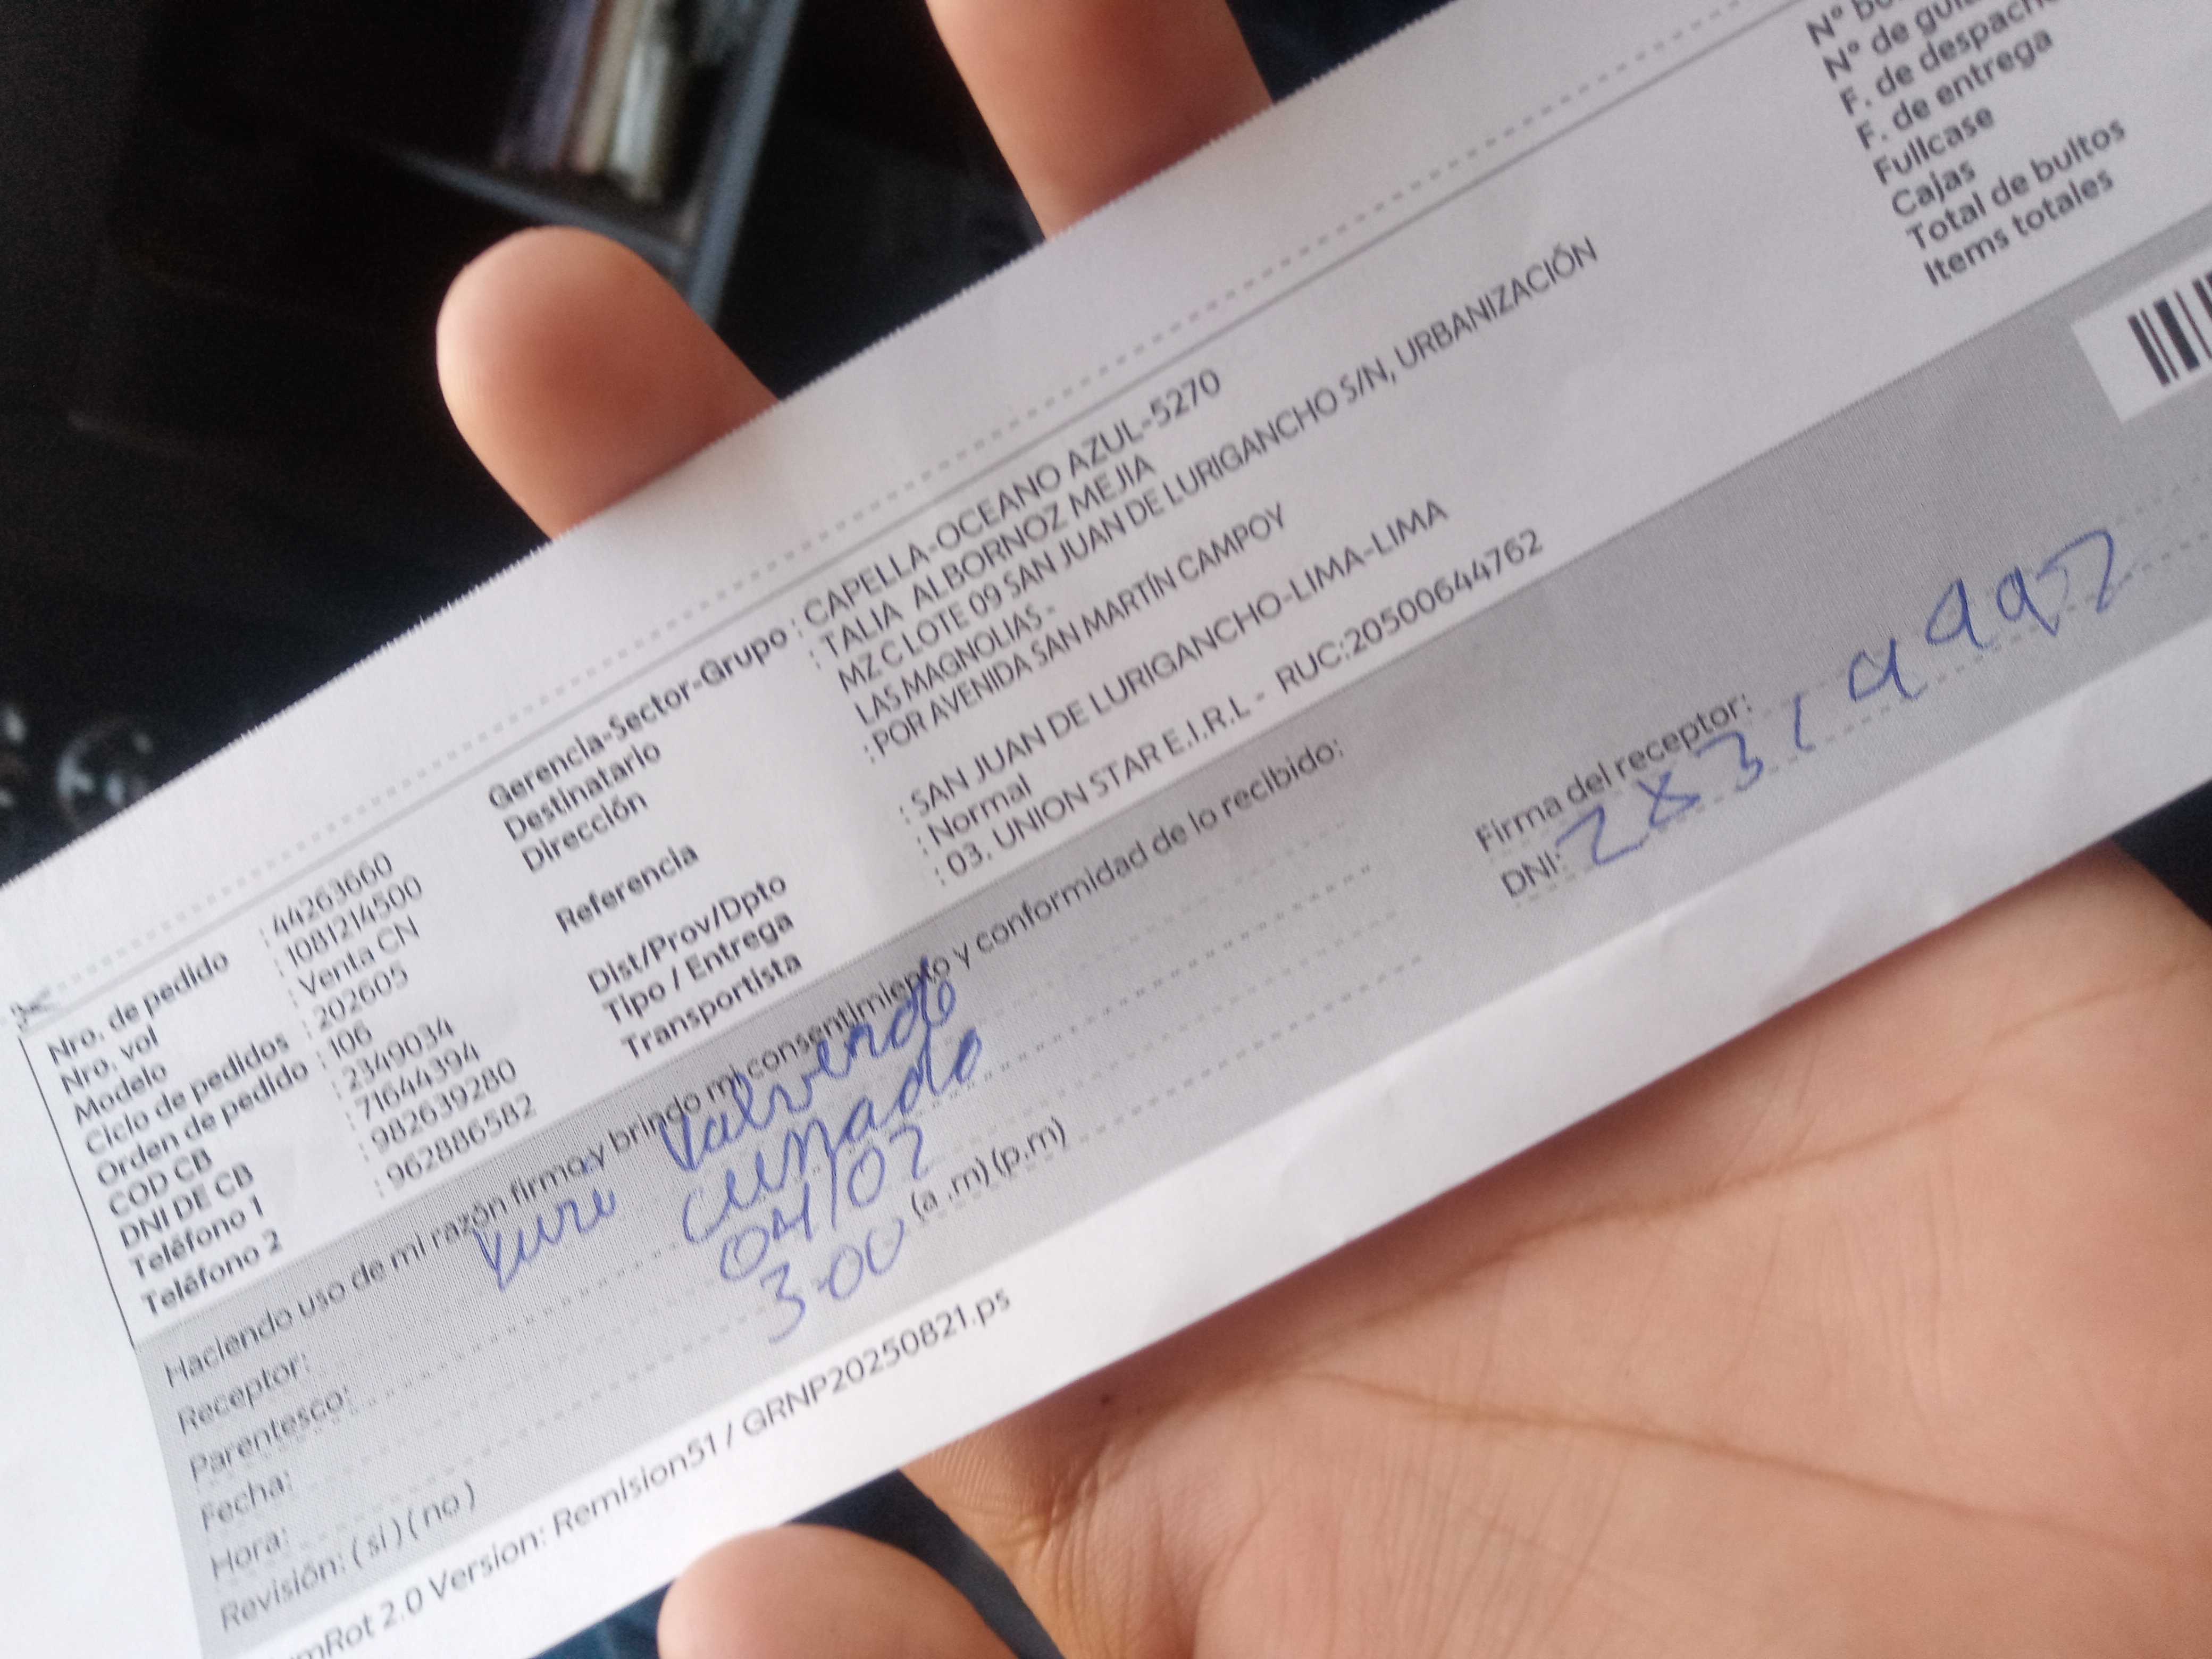 Nro. de pedido : 44263660
Nro. vol : 1081214500
Modelo : Venta CN
Ciclo de pedidos : 202605
Orden de pedido : 106
COD CB : 2349034
DNI DE CB : 71644394
Teléfono 1 : 982639280
Teléfono 2 : 962886582
Gerencia-Sector-Grupo : CAPELLA-OCEANO AZUL-5270
Destinatario : TALIA ALBORNOZ MEJIA
Dirección : MZ C LOTE 09 SAN JUAN DE LURIGANCHO S/N, URBANIZACIÓN
LAS MAGNOLIAS -
Referencia : POR AVENIDA SAN MARTÍN CAMPOY
Dist/Prov/Dpto : SAN JUAN DE LURIGANCHO-LIMA-LIMA
Tipo / Entrega : Normal
Transportista : 03. UNION STAR E.I.R.L - RUC:20500644762
N° de guía
F. de despacho
F. de entrega
Fullcase
Cajas
Total de bultos
Items totales
Haciendo uso de mi razón firmo y brindo mi consentimiento y conformidad de lo recibido:
Receptor: Valverde
Parentesco: cuñado
Fecha: 04/02
Hora: 3:00 (a .m) (p.m)
Revisión: ( si ) ( no )
Firma del receptor:
DNI:
2.0 Version: Remision51 / GRNP20250821.ps